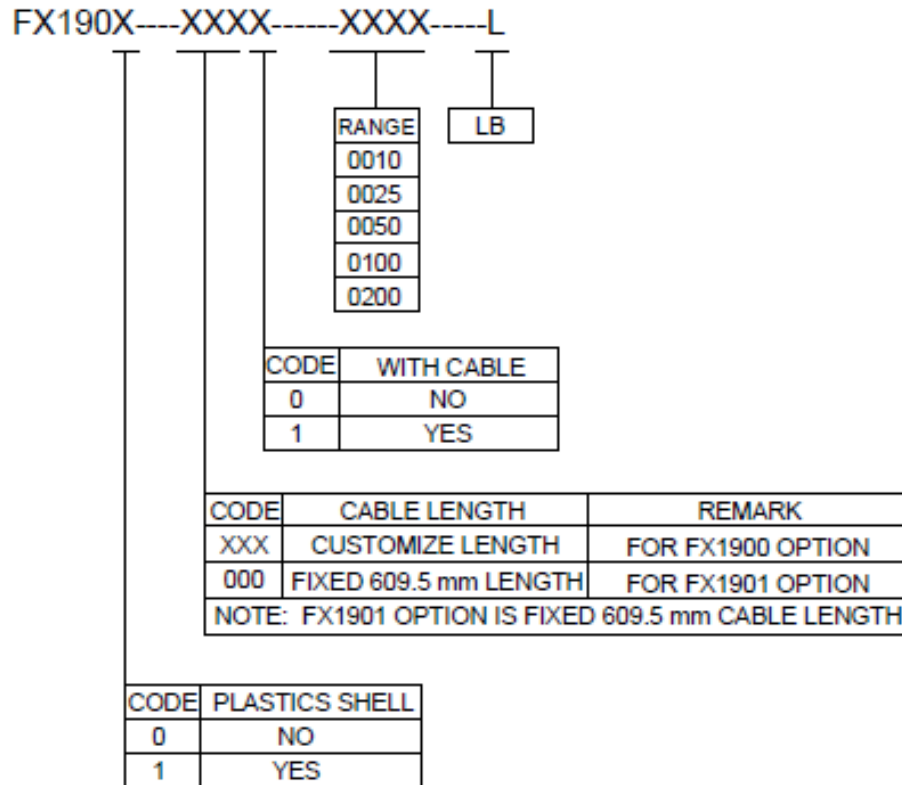 FX190X----XXXX------XXXX-----L
RANGE
0010
0025
0050
0100
0200
LB
CODE WITH CABLE
0 NO
1 YES
CODE CABLE LENGTH REMARK
XXX CUSTOMIZE LENGTH FOR FX1900 OPTION
000 FIXED 609.5 mm LENGTH FOR FX1901 OPTION
NOTE: FX1901 OPTION IS FIXED 609.5 mm CABLE LENGTH
CODE PLASTICS SHELL
0 NO
1 YES